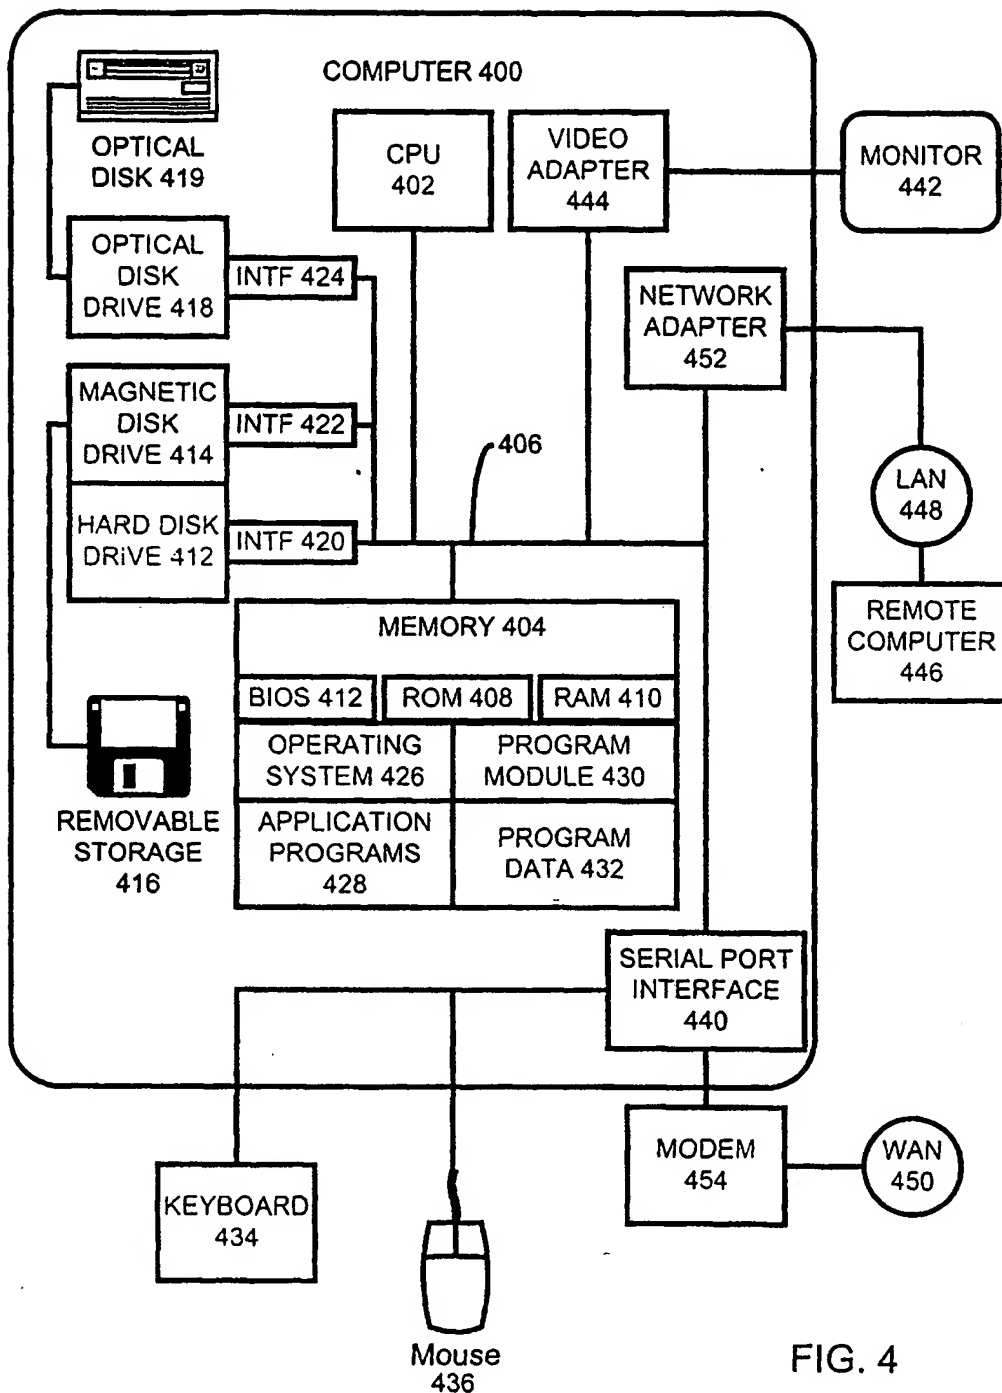 COMPUTER 400
OPTICAL
DISK 419
CPU
402
VIDEO
ADAPTER
444
MONITOR
442
OPTICAL
DISK
DRIVE 418
INTF 424
NETWORK
ADAPTER
452
MAGNETIC
DISK
DRIVE 414
INTF 422
406
LAN
448
HARD DISK
DRiVE 412
INTF 420
REMOTE
COMPUTER
446
MEMORY 404
BIOS 412
ROM 408
RAM 410
OPERATING
SYSTEM 426
PROGRAM
MODULE 430
REMOVABLE
STORAGE
416
APPLICATION
PROGRAMS
428
PROGRAM
DATA 432
SERIAL PORT
INTERFACE
440
MODEM
454
WAN
450
KEYBOARD
434
Mouse
436
FIG. 4